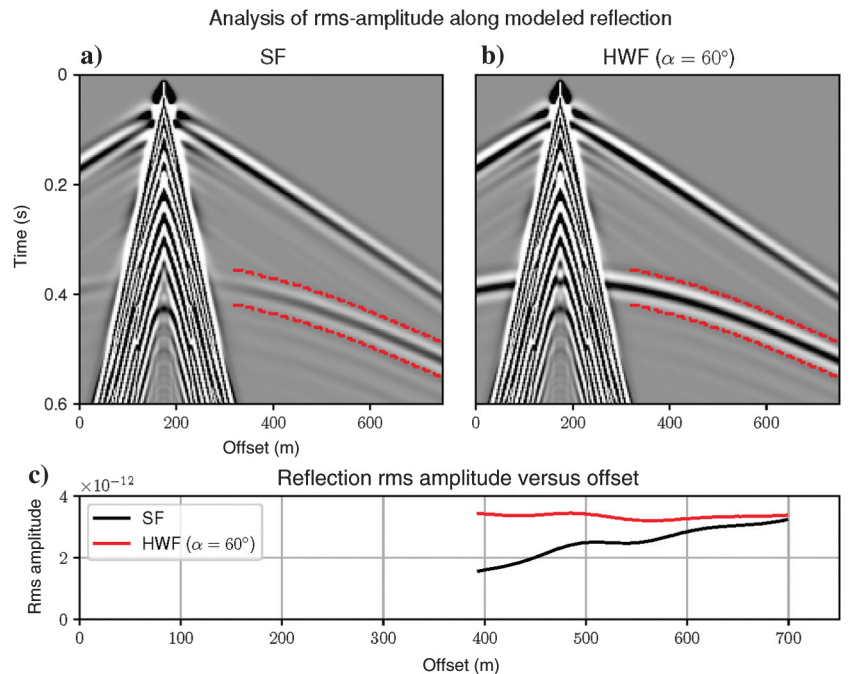 Analysis of rms-amplitude along modeled reflection
a)
SF
b)
HWF (α = 60°)
0
0.2
0.4
0.6
Time (s)
0
200
400
600
Offset (m)
0
200
400
600
c)
×10⁻¹²
Reflection rms amplitude versus offset
4
2
0
Rms amplitude
SF
HWF (α = 60°)
0
100
200
300
400
500
600
700
Offset (m)